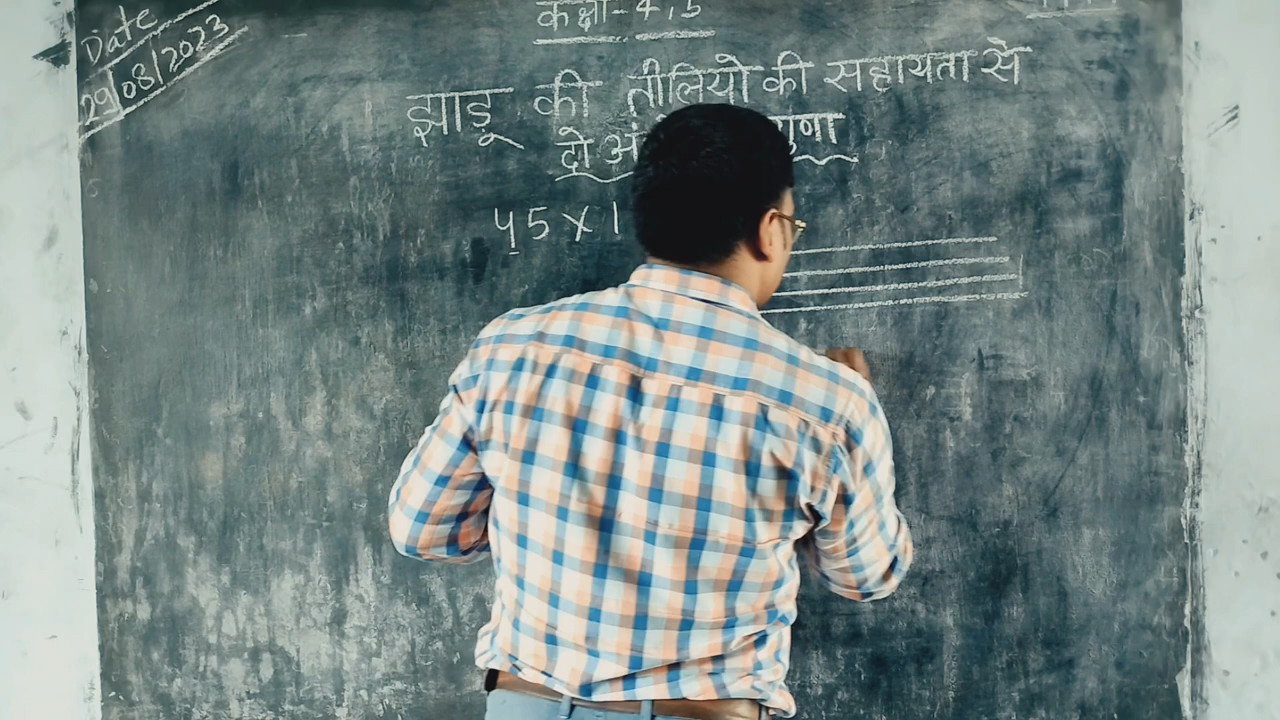 Date
29/08/2023
कक्षा-4,5
झाडू की तीलियो की सहायता से
दो अं गुणा
45 x 1